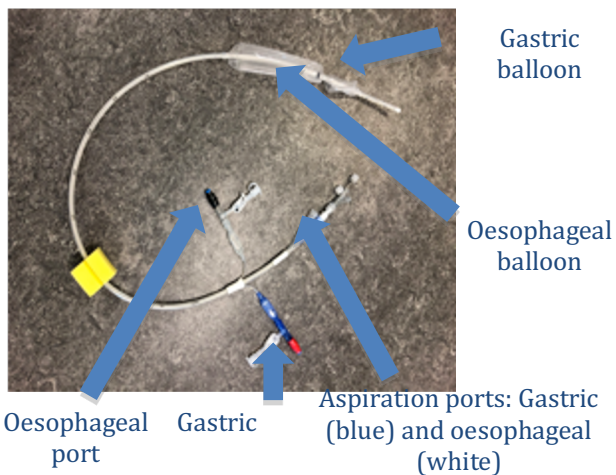 Gastric
balloon
Oesophageal
balloon
Oesophageal
port
Gastric
Aspiration ports: Gastric
(blue) and oesophageal
(white)